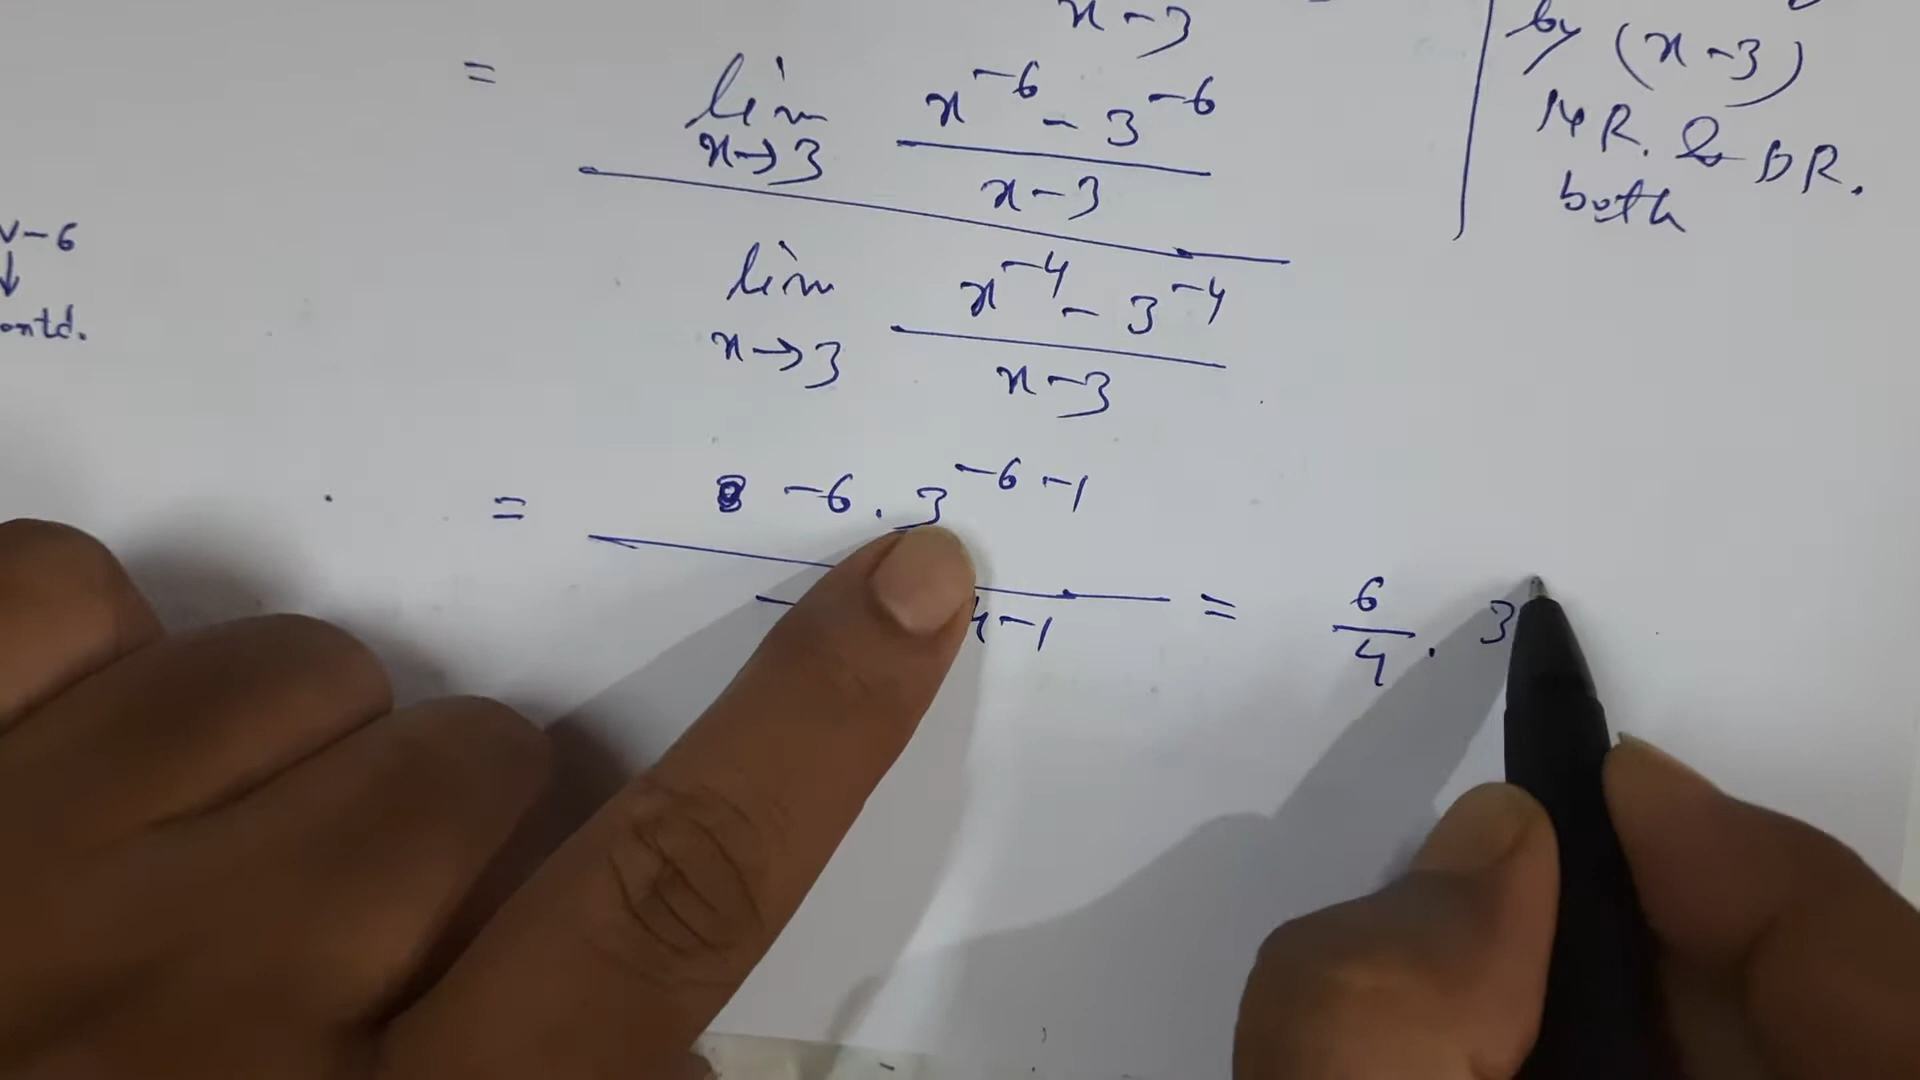 x-3
= lim x→3 x^-6 - 3^-6 / x-3
lim x→3 x^-4 - 3^-4 / x-3
by (x-3)
NR. & DR.
both
v-6
↓
ontd.
= -6 . 3^-6-1
4-1
= 6/4 . 3